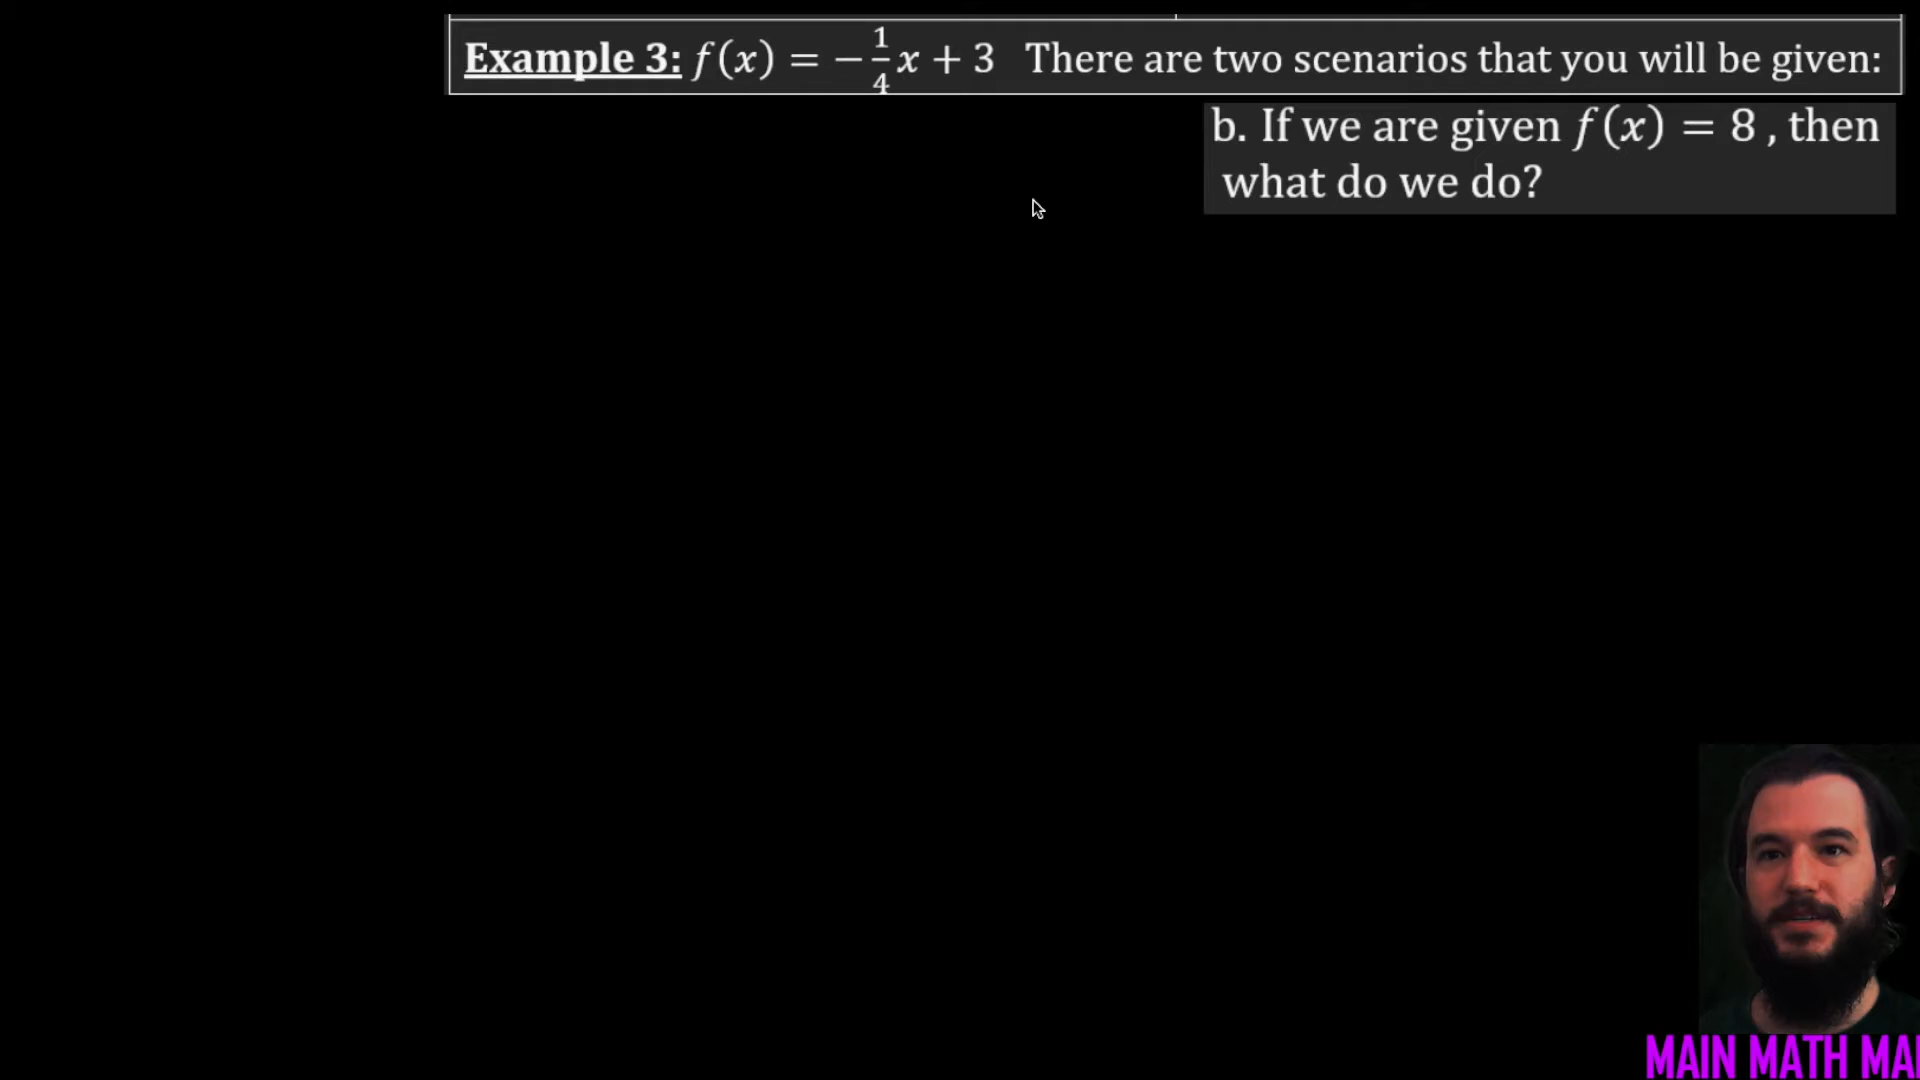 Example 3: f(x) = −1/4x + 3 There are two scenarios that you will be given:
b. If we are given f(x) = 8 , then
what do we do?
MAIN MATH MA